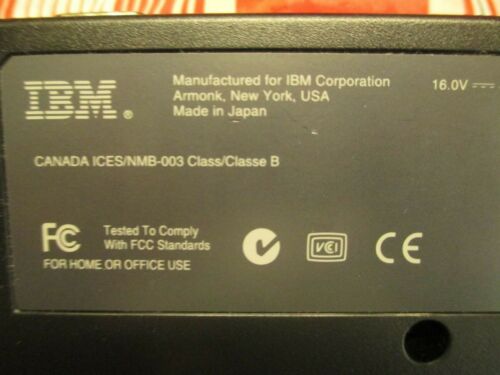 IBM®
Manufactured for IBM Corporation
Armonk, New York, USA
Made in Japan
16.0V ⎓
CANADA ICES/NMB-003 Class/Classe B
FC
Tested To Comply
With FCC Standards
FOR HOME OR OFFICE USE
VCI
CE